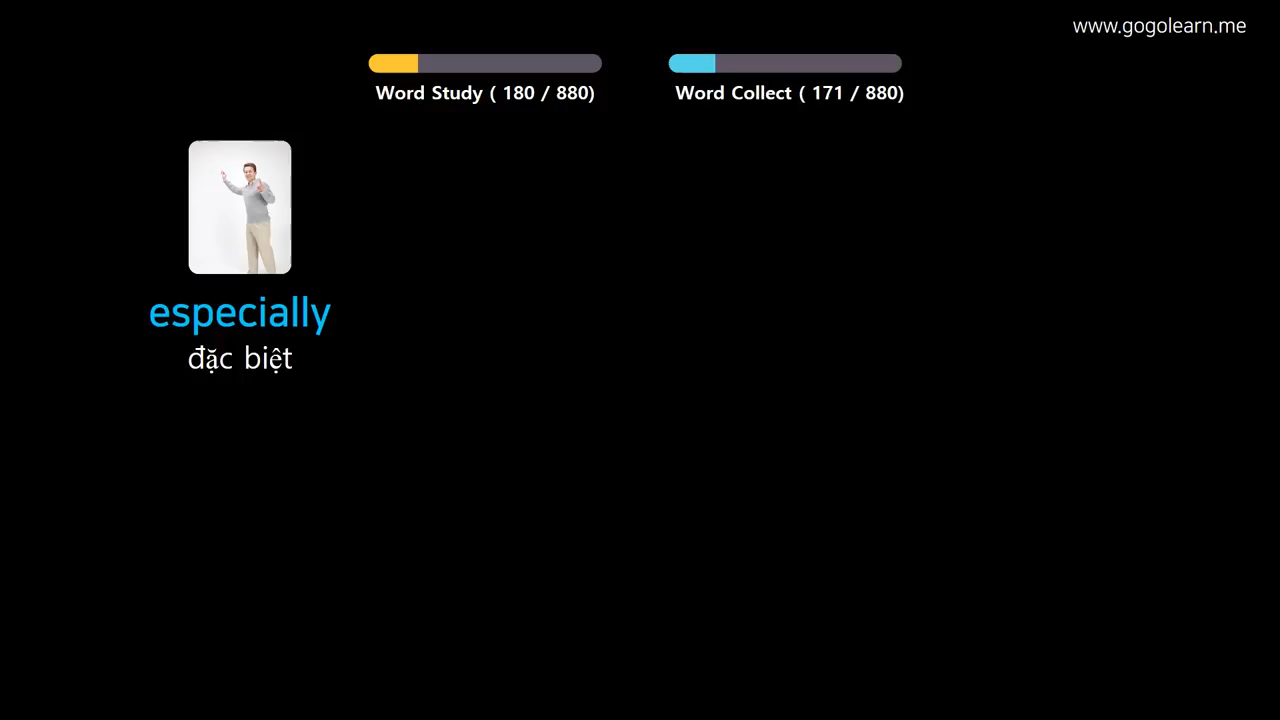 www.gogolearn.me
Word Study ( 180 / 880)
Word Collect ( 171 / 880)
especially
đặc biệt